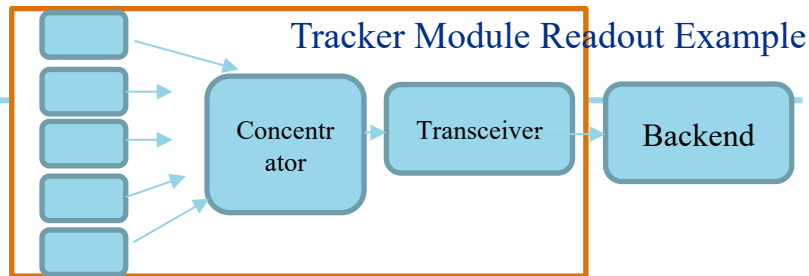 Tracker Module Readout Example
Concentr
ator
Transceiver
Backend